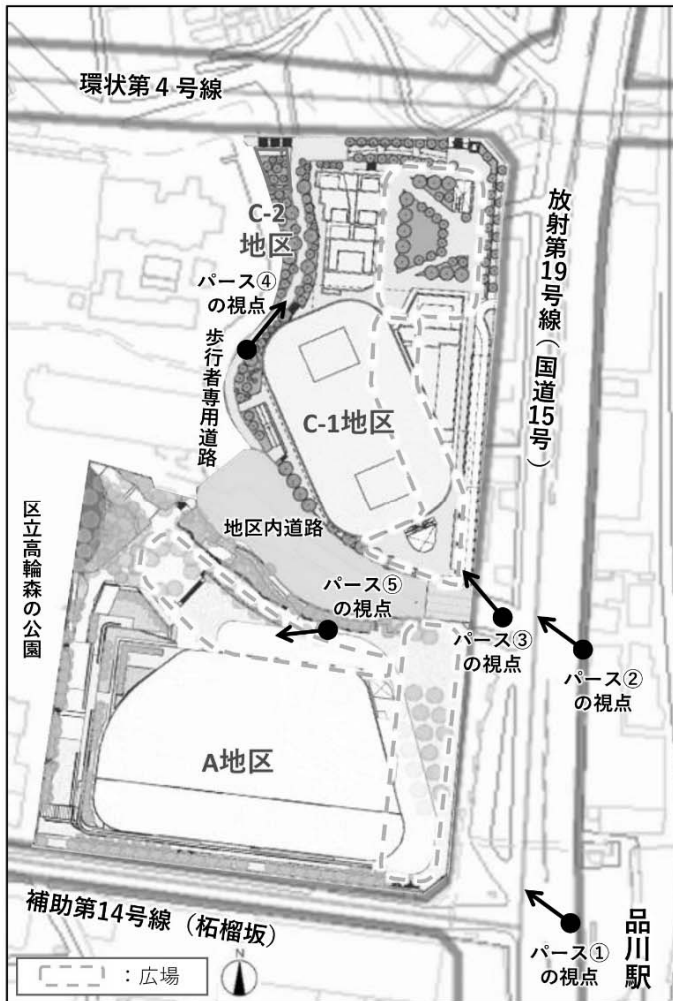 環状第４号線
C-2
地区
パース④
の視点
歩行者専用道路
放射第19号線（国道15号）
C-1地区
地区内道路
区立高輪森の公園
パース⑤
の視点
パース③
の視点
パース②
の視点
A地区
補助第14号線（柘榴坂）
パース①
の視点
品川駅
：広場
N